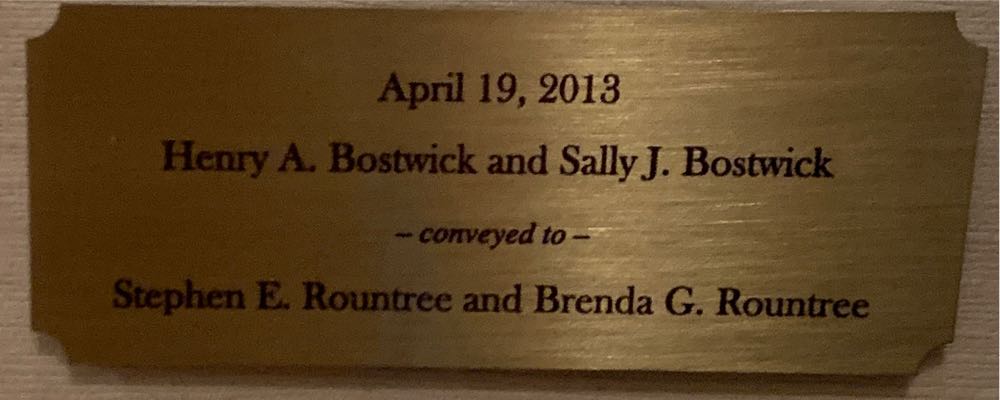 April 19, 2013
Henry A. Bostwick and Sally J. Bostwick
– conveyed to –
Stephen E. Rountree and Brenda G. Rountree